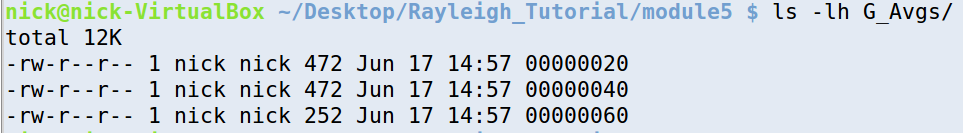 nick@nick-VirtualBox ~/Desktop/Rayleigh_Tutorial/module5 $ ls -lh G_Avgs/
total 12K
-rw-r--r-- 1 nick nick 472 Jun 17 14:57 00000020
-rw-r--r-- 1 nick nick 472 Jun 17 14:57 00000040
-rw-r--r-- 1 nick nick 252 Jun 17 14:57 00000060